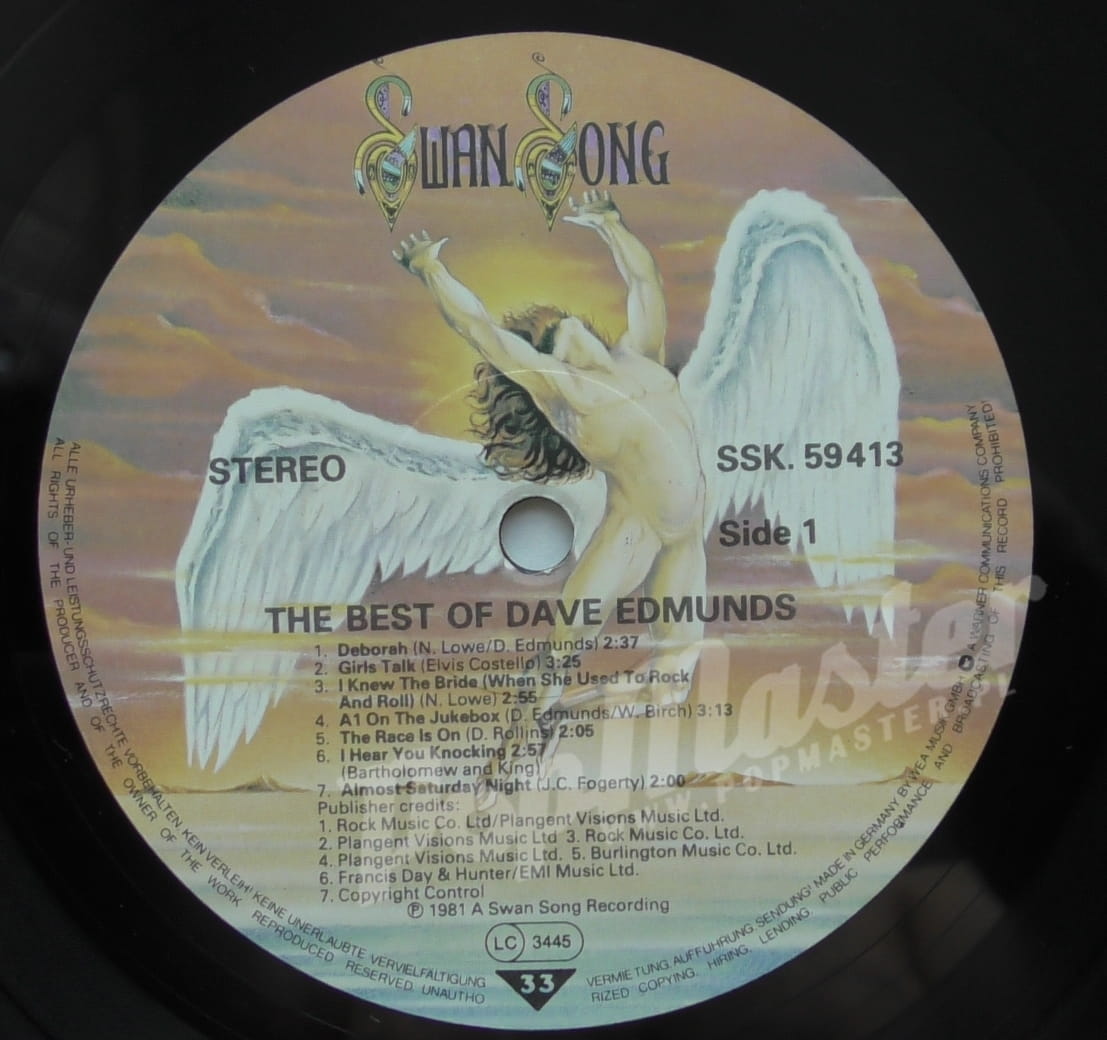 SWAN SONG
STEREO
SSK. 59413
Side 1
THE BEST OF DAVE EDMUNDS
1. Deborah (N. Lowe/D. Edmunds) 2:37
2. Girls Talk (Elvis Costello) 3:25
3. I Knew The Bride (When She Used To Rock
And Roll) (N. Lowe) 2:55
4. A1 On The Jukebox (D. Edmunds/W. Birch) 3:13
5. The Race Is On (D. Rollins) 2:05
6. I Hear You Knocking 2:57
(Bartholomew and King)
7. Almost Saturday Night (J.C. Fogerty) 2:00
Publisher credits:
1. Rock Music Co. Ltd/Plangent Visions Music Ltd.
2. Plangent Visions Music Ltd 3. Rock Music Co. Ltd.
4. Plangent Visions Music Ltd. 5. Burlington Music Co. Ltd.
6. Francis Day & Hunter/EMI Music Ltd.
7. Copyright Control
℗ 1981 A Swan Song Recording
LC 3445
33
ALLE URHEBER- UND LEISTUNGSSCHUTZRECHTE VORBEHALTEN KEIN VERLEIH! KEINE UNERLAUBTE VERVIELFÄLTIGUNG VERMIETUNG. AUFFÜHRUNG. SENDUNG! MADE IN GERMANY BY WEA MUSIK GMBH A WARNER COMMUNICATIONS COMPANY
ALL RIGHTS OF THE PRODUCER AND OF THE OWNER OF THE WORK REPRODUCED RESERVED. UNAUTHORIZED COPYING. HIRING. LENDING. PUBLIC PERFORMANCE AND BROADCASTING OF THIS RECORD PROHIBITED!
PopMaster
WWW.POPMASTER.PL